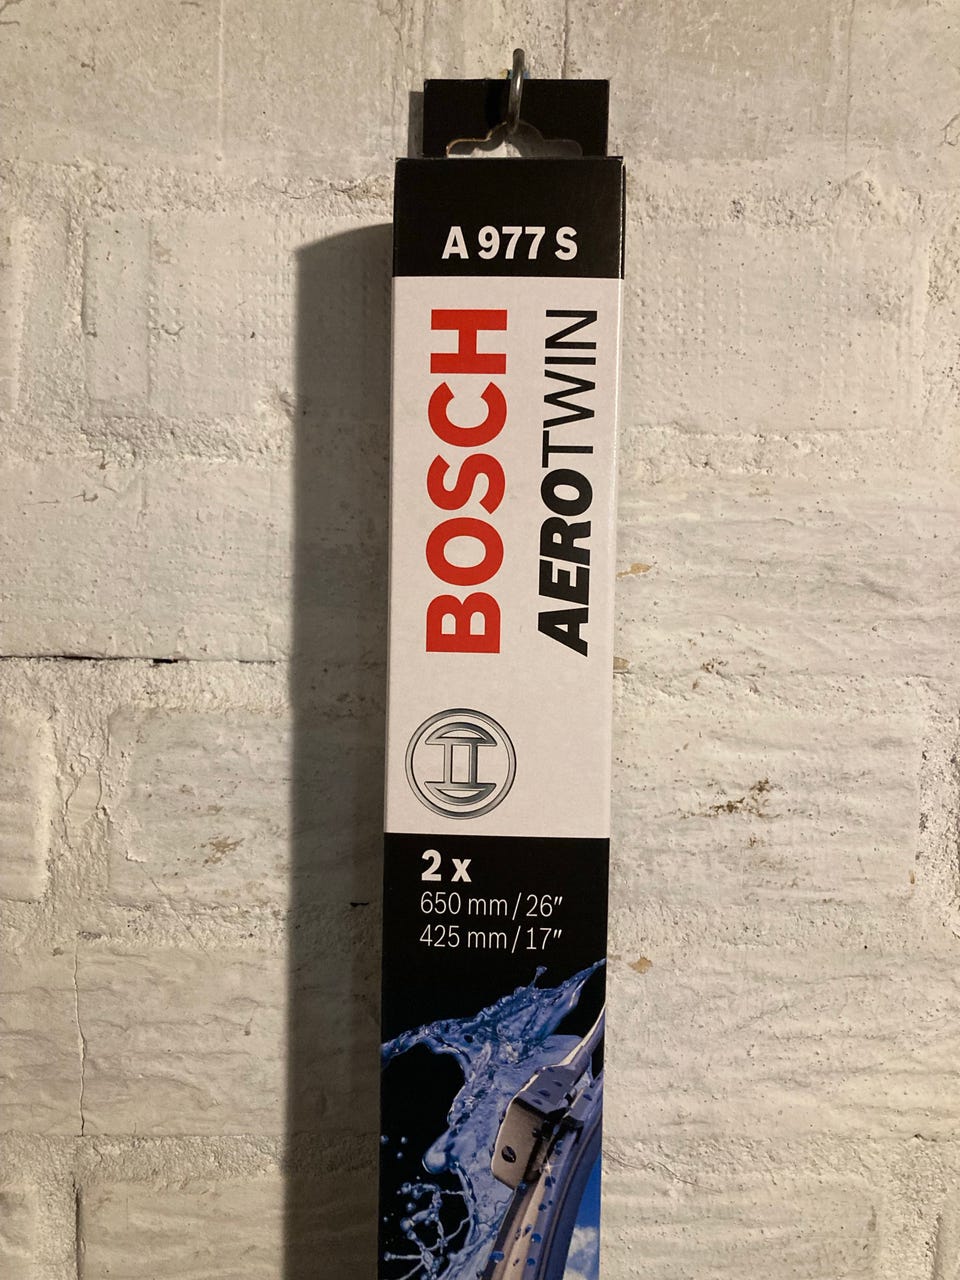 A 977 S
BOSCH
AEROTWIN
2 x
650 mm / 26″
425 mm / 17″